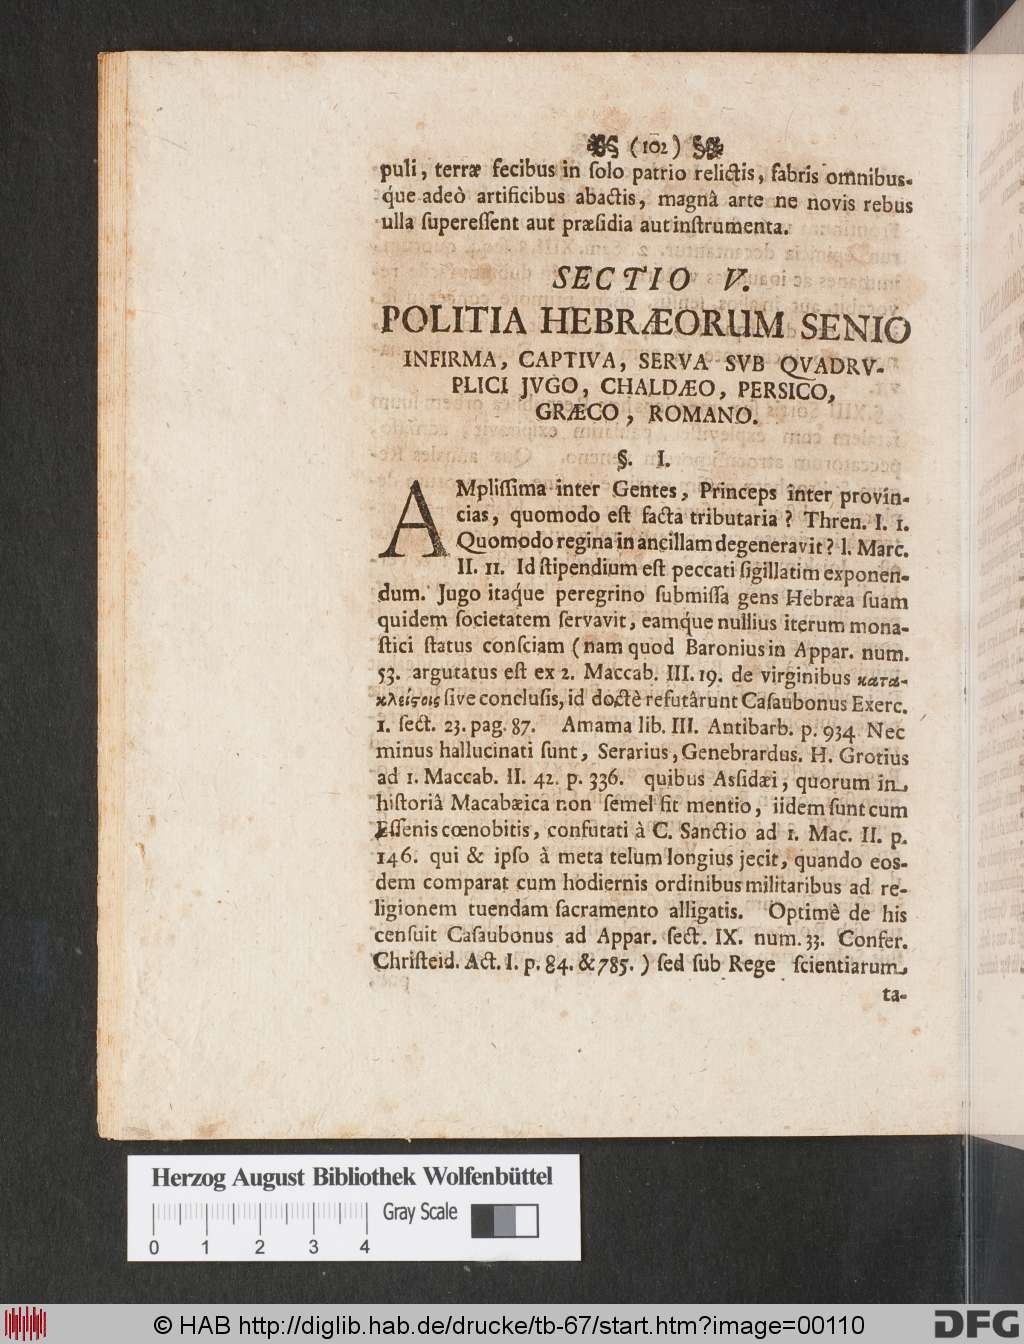 (102)
puli, terræ fecibus in ſolo patrio relictis, fabris omnibus-
q́ue adeò artificibus abactis, magnâ arte ne novis rebus
ulla ſupereſſent aut præſidia aut inſtrumenta.
SECTIO V.
POLITIA HEBRÆORUM SENIO
INFIRMA, CAPTIVA, SERVA SVB QVADRV-
PLICI JVGO, CHALDÆO, PERSICO,
GRÆCO, ROMANO.
§. I.
AMpliſſima inter Gentes, Princeps inter provin-
cias, quomodo eſt facta tributaria? Thren. I. 1.
Quomodo regina in ancillam degeneravit? l. Marc.
II. 11. Id ſtipendium eſt peccati ſigillatim exponen-
dum. Jugo itaq́ue peregrino ſubmiſſa gens Hebræa ſuam
quidem ſocietatem ſervavit, eamq́ue nullius iterum mona-
ſtici ſtatus conſciam (nam quod Baronius in Appar. num.
53. argutatus eſt ex 2. Maccab. III. 19. de virginibus κατα-
κλείςοις ſive concluſis, id doctè refutârunt Caſaubonus Exerc.
1. ſect. 23. pag. 87. Amama lib. III. Antibarb. p. 934 Nec
minus hallucinati ſunt, Serarius, Genebrardus. H. Grotius
ad 1. Maccab. II. 42. p. 336. quibus Aſſidæi, quorum in
hiſtoriâ Macabæica non ſemel fit mentio, iidem ſunt cum
Eſſenis cœnobitis, confutati à C. Sanctio ad 1. Mac. II. p.
146. qui & ipſo à meta telum longius jecit, quando eos-
dem comparat cum hodiernis ordinibus militaribus ad re-
ligionem tuendam ſacramento alligatis. Optimè de his
cenſuit Caſaubonus ad Appar. ſect. IX. num. 33. Confer.
Chriſteid. Act. I. p. 84. & 785.) ſed ſub Rege ſcientiarum
ta-
Herzog August Bibliothek Wolfenbüttel
Gray Scale
0 1 2 3 4
© HAB http://diglib.hab.de/drucke/tb-67/start.htm?image=00110
DFG